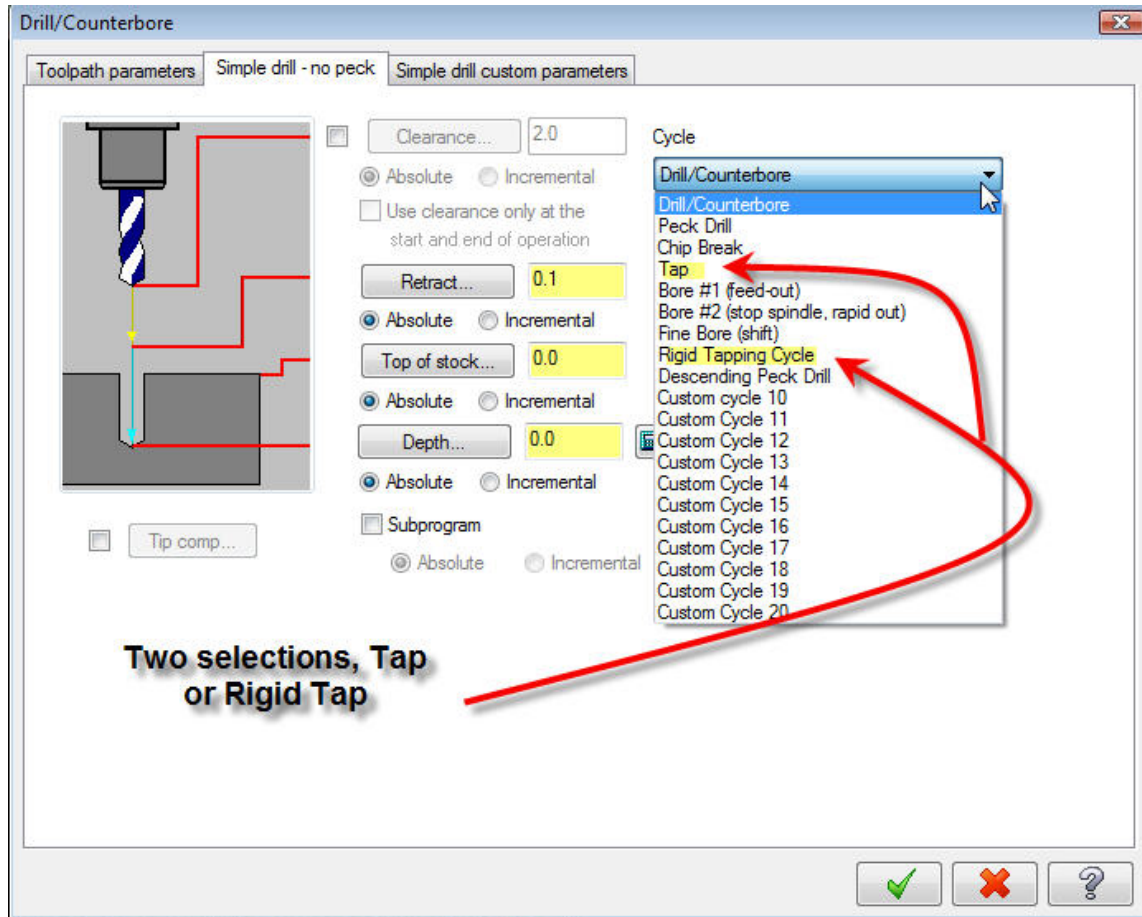 Drill/Counterbore
Toolpath parameters
Simple drill - no peck
Simple drill custom parameters
Clearance...
2.0
Absolute
Incremental
Use clearance only at the
start and end of operation
Retract...
0.1
Absolute
Incremental
Top of stock...
0.0
Absolute
Incremental
Depth...
0.0
Absolute
Incremental
Subprogram
Absolute
Incremental
Tip comp...
Cycle
Drill/Counterbore
Drill/Counterbore
Peck Drill
Chip Break
Tap
Bore #1 (feed-out)
Bore #2 (stop spindle, rapid out)
Fine Bore (shift)
Rigid Tapping Cycle
Descending Peck Drill
Custom cycle 10
Custom Cycle 11
Custom Cycle 12
Custom Cycle 13
Custom Cycle 14
Custom Cycle 15
Custom Cycle 16
Custom Cycle 17
Custom Cycle 18
Custom Cycle 19
Custom Cycle 20
Two selections, Tap
or Rigid Tap